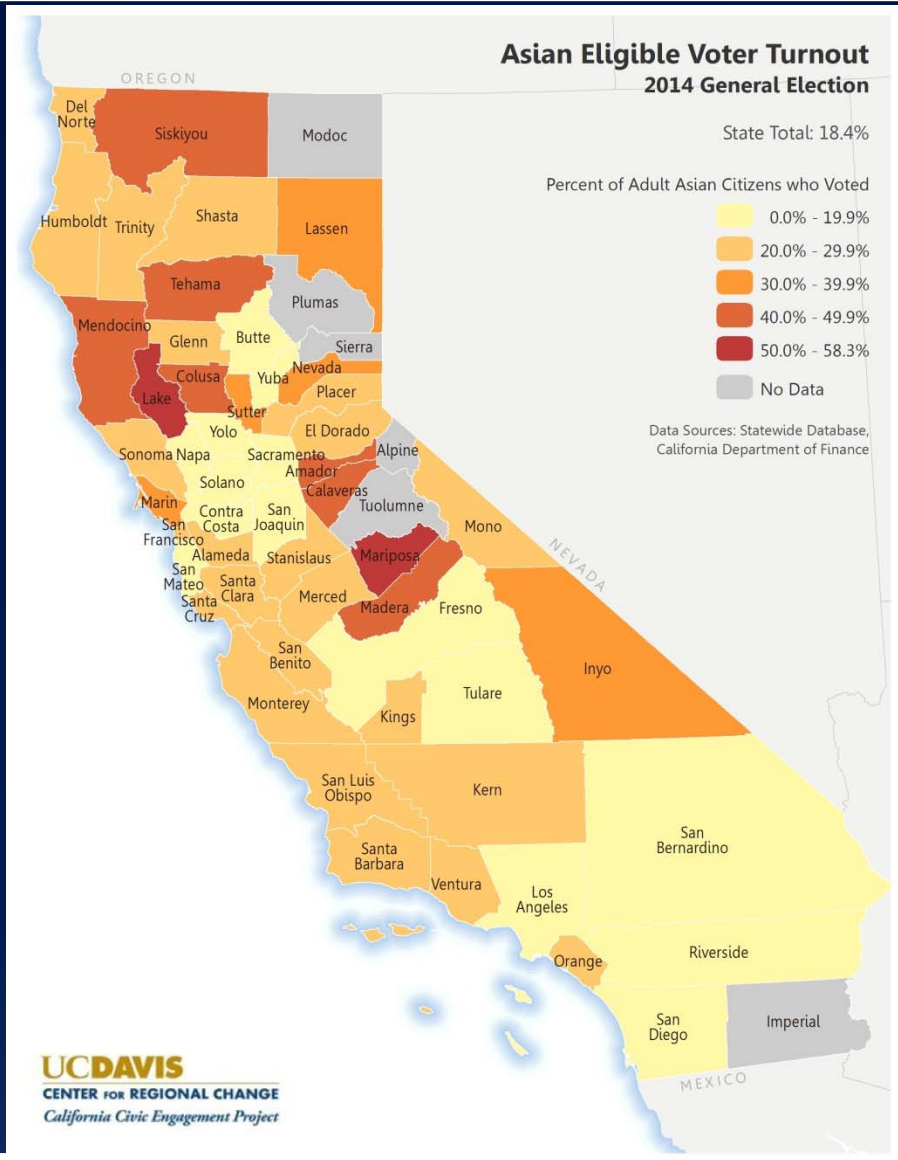 Asian Eligible Voter Turnout
2014 General Election
State Total: 18.4%
Percent of Adult Asian Citizens who Voted
0.0% - 19.9%
20.0% - 29.9%
30.0% - 39.9%
40.0% - 49.9%
50.0% - 58.3%
No Data
Data Sources: Statewide Database,
California Department of Finance
OREGON
Del
Norte
Siskiyou
Modoc
Humboldt
Trinity
Shasta
Lassen
Tehama
Plumas
Mendocino
Glenn
Butte
Sierra
Lake
Colusa
Yuba
Nevada
Sutter
Placer
Yolo
El Dorado
Sonoma
Napa
Sacramento
Alpine
Amador
Solano
Calaveras
Marin
Contra
Costa
San
Joaquin
Tuolumne
San
Francisco
Alameda
Stanislaus
Mariposa
Mono
NEVADA
San
Mateo
Santa
Clara
Santa
Cruz
Merced
Madera
Fresno
San
Benito
Inyo
Monterey
Kings
Tulare
San Luis
Obispo
Kern
Santa
Barbara
Ventura
Los
Angeles
San
Bernardino
Orange
Riverside
San
Diego
Imperial
MEXICO
UCDAVIS
CENTER FOR REGIONAL CHANGE
California Civic Engagement Project